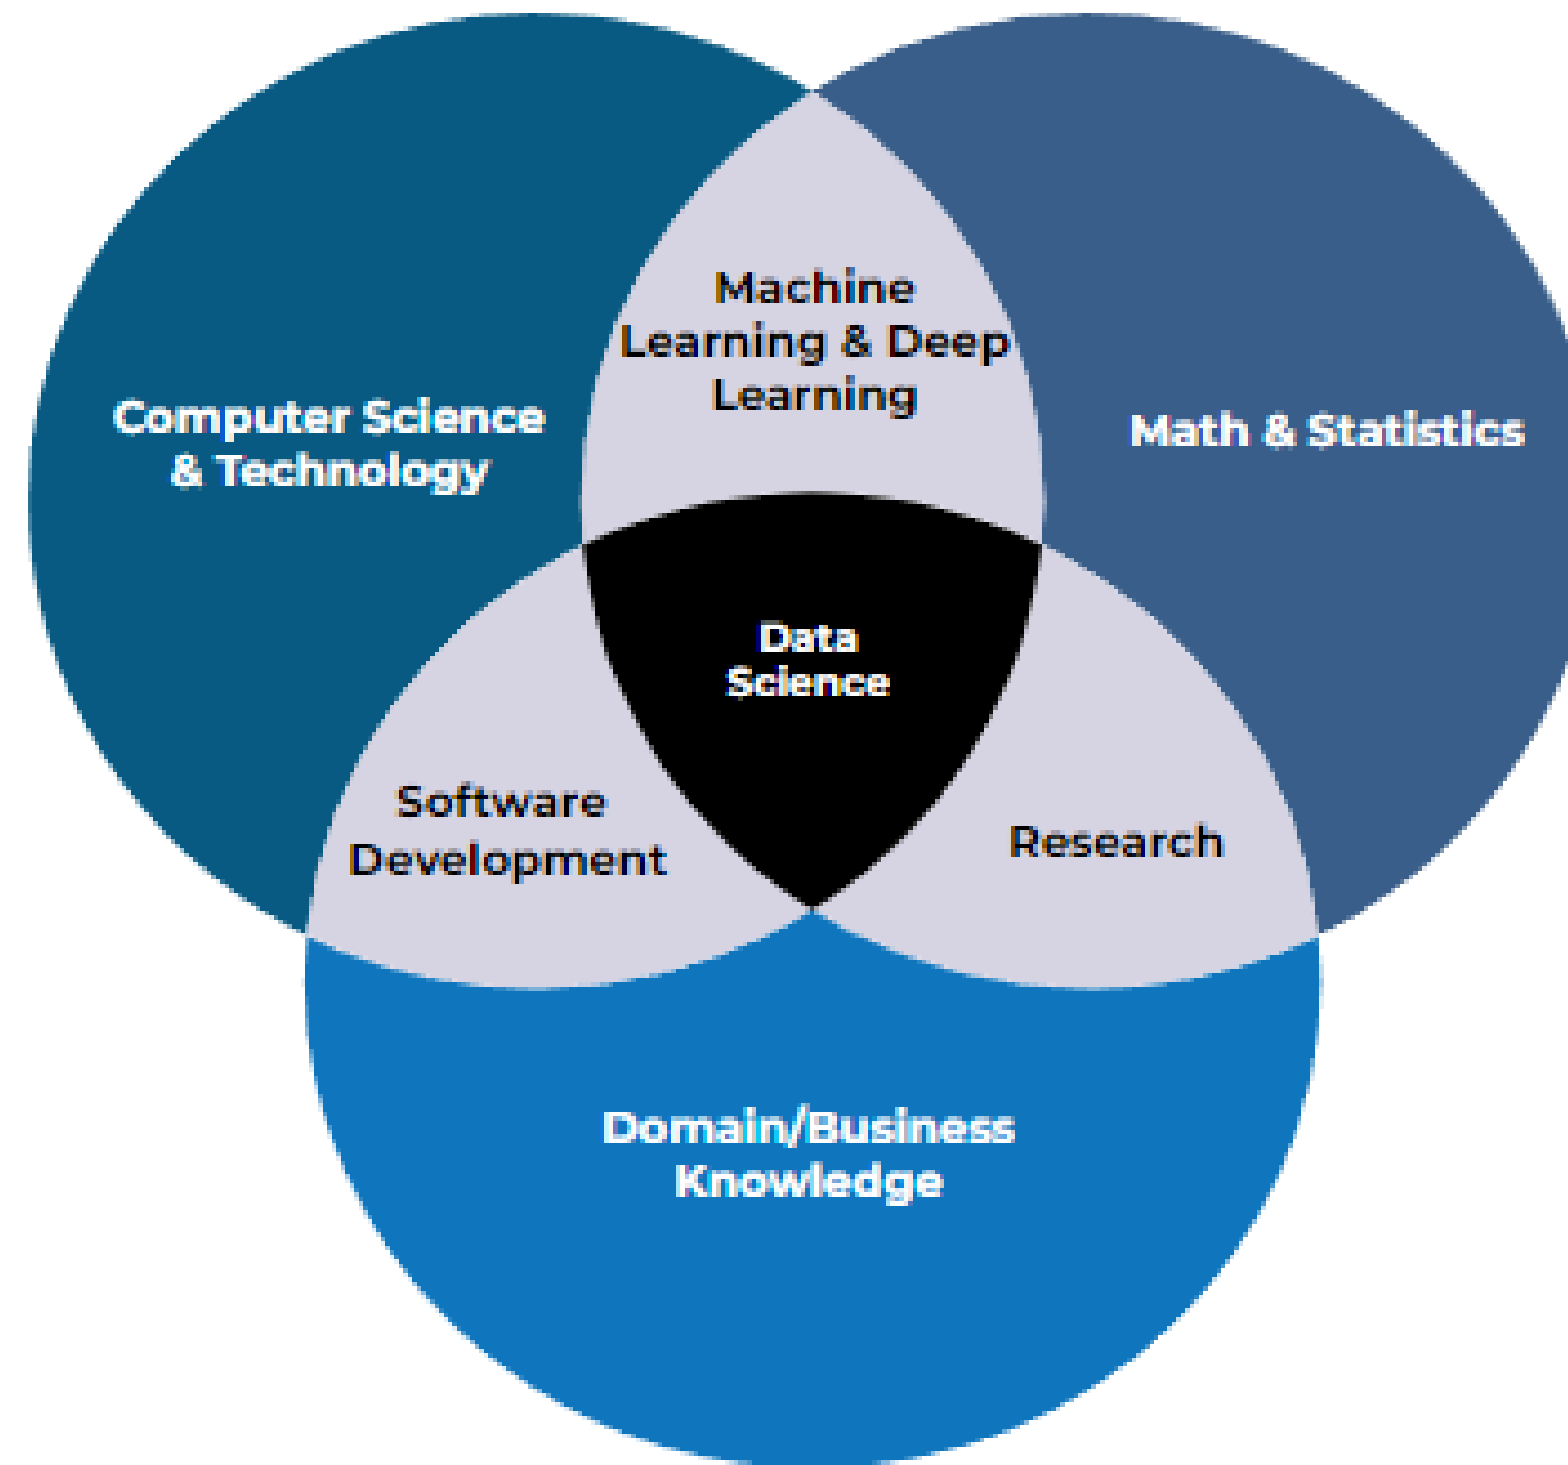 Machine
Learning & Deep
Learning
Computer Science
& Technology
Math & Statistics
Data
Science
Software
Development
Research
Domain/Business
Knowledge